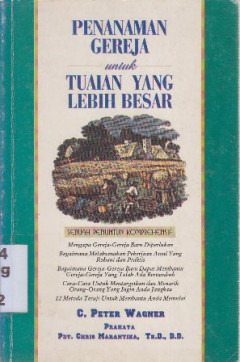 PENANAMAN
GEREJA
untuk
TUAIAN YANG
LEBIH BESAR
SEBUAH PENUNTUN KOMPREHENSIF
Mengapa Gereja-Gereja Baru Diperlukan
Bagaimana Melaksanakan Pekerjaan Awal Yang
Rohani dan Praktis
Bagaimana Gereja-Gereja Baru Dapat Membantu
Gereja-Gereja Yang Telah Ada Bertumbuh
Cara-Cara Untuk Mentargetkan dan Menarik
Orang-Orang Yang Ingin Anda Jangkau
12 Metode Teruji Untuk Membantu Anda Memulai
C. PETER WAGNER
PRAKATA
PDT. CHRIS MARANTIKA, TH.D., D.D.
4
g
2